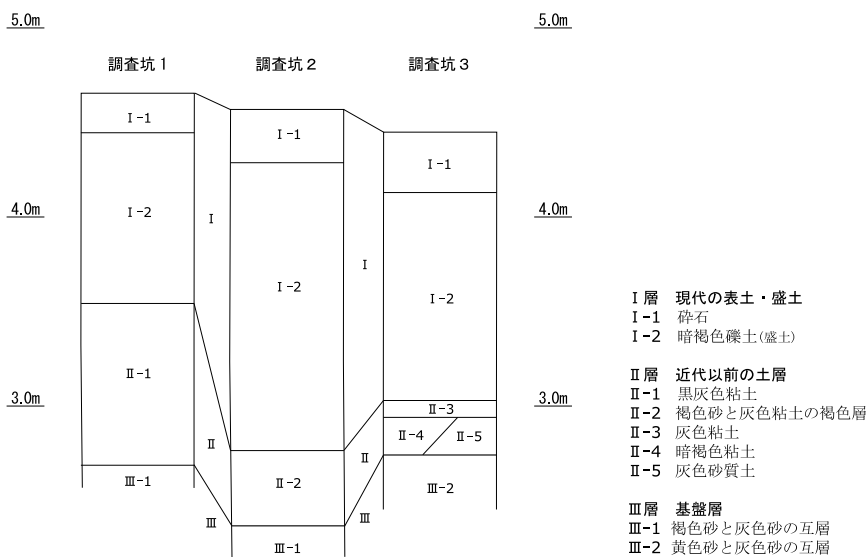 5.0m
5.0m
調査坑1
調査坑2
調査坑3
Ⅰ-1
Ⅰ-1
Ⅰ-1
4.0m
4.0m
Ⅰ-2
Ⅰ
Ⅰ
Ⅰ-2
Ⅰ-2
3.0m
3.0m
Ⅱ-1
Ⅱ-3
Ⅱ-4
Ⅱ-5
Ⅱ
Ⅱ
Ⅲ-1
Ⅱ-2
Ⅲ-2
Ⅲ
Ⅲ
Ⅲ-1
Ⅰ層 現代の表土・盛土
Ⅰ-1 砕石
Ⅰ-2 暗褐色礫土(盛土)
Ⅱ層 近代以前の土層
Ⅱ-1 黒灰色粘土
Ⅱ-2 褐色砂と灰色粘土の褐色層
Ⅱ-3 灰色粘土
Ⅱ-4 暗褐色粘土
Ⅱ-5 灰色砂質土
Ⅲ層 基盤層
Ⅲ-1 褐色砂と灰色砂の互層
Ⅲ-2 黄色砂と灰色砂の互層